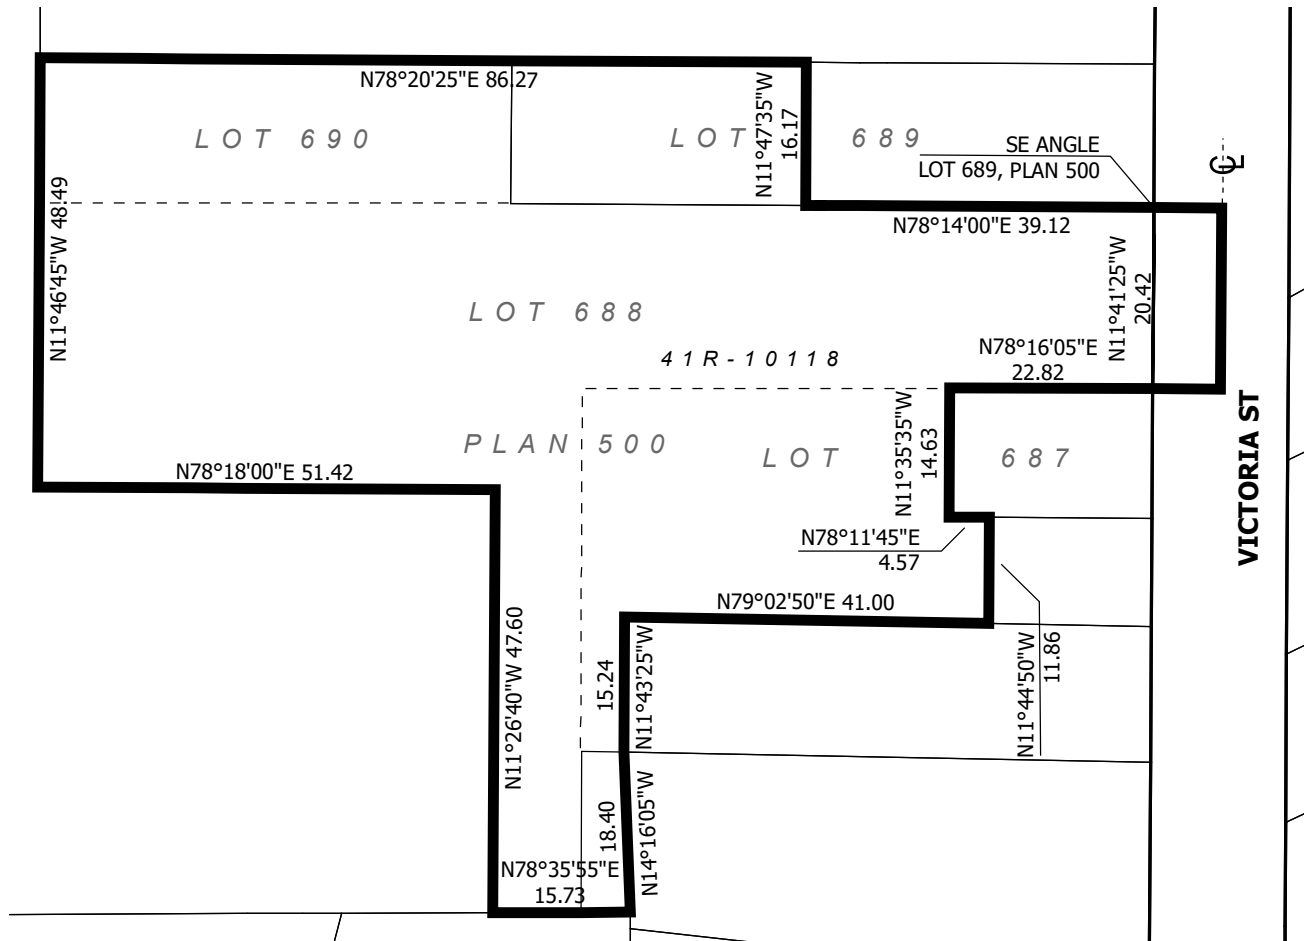 N78°20'25"E 86.27
LOT 690
LOT 689
N11°47'35"W
16.17
SE ANGLE
LOT 689, PLAN 500
CL
N11°46'45"W 48.49
N78°14'00"E 39.12
N11°41'25"W
20.42
LOT 688
41R-10118
N78°16'05"E
22.82
PLAN 500
LOT 687
N11°35'35"W
14.63
N78°18'00"E 51.42
VICTORIA ST
N78°11'45"E
4.57
N79°02'50"E 41.00
N11°26'40"W 47.60
15.24
N11°43'25"W
N11°44'50"W
11.86
18.40
N14°16'05"W
N78°35'55"E
15.73